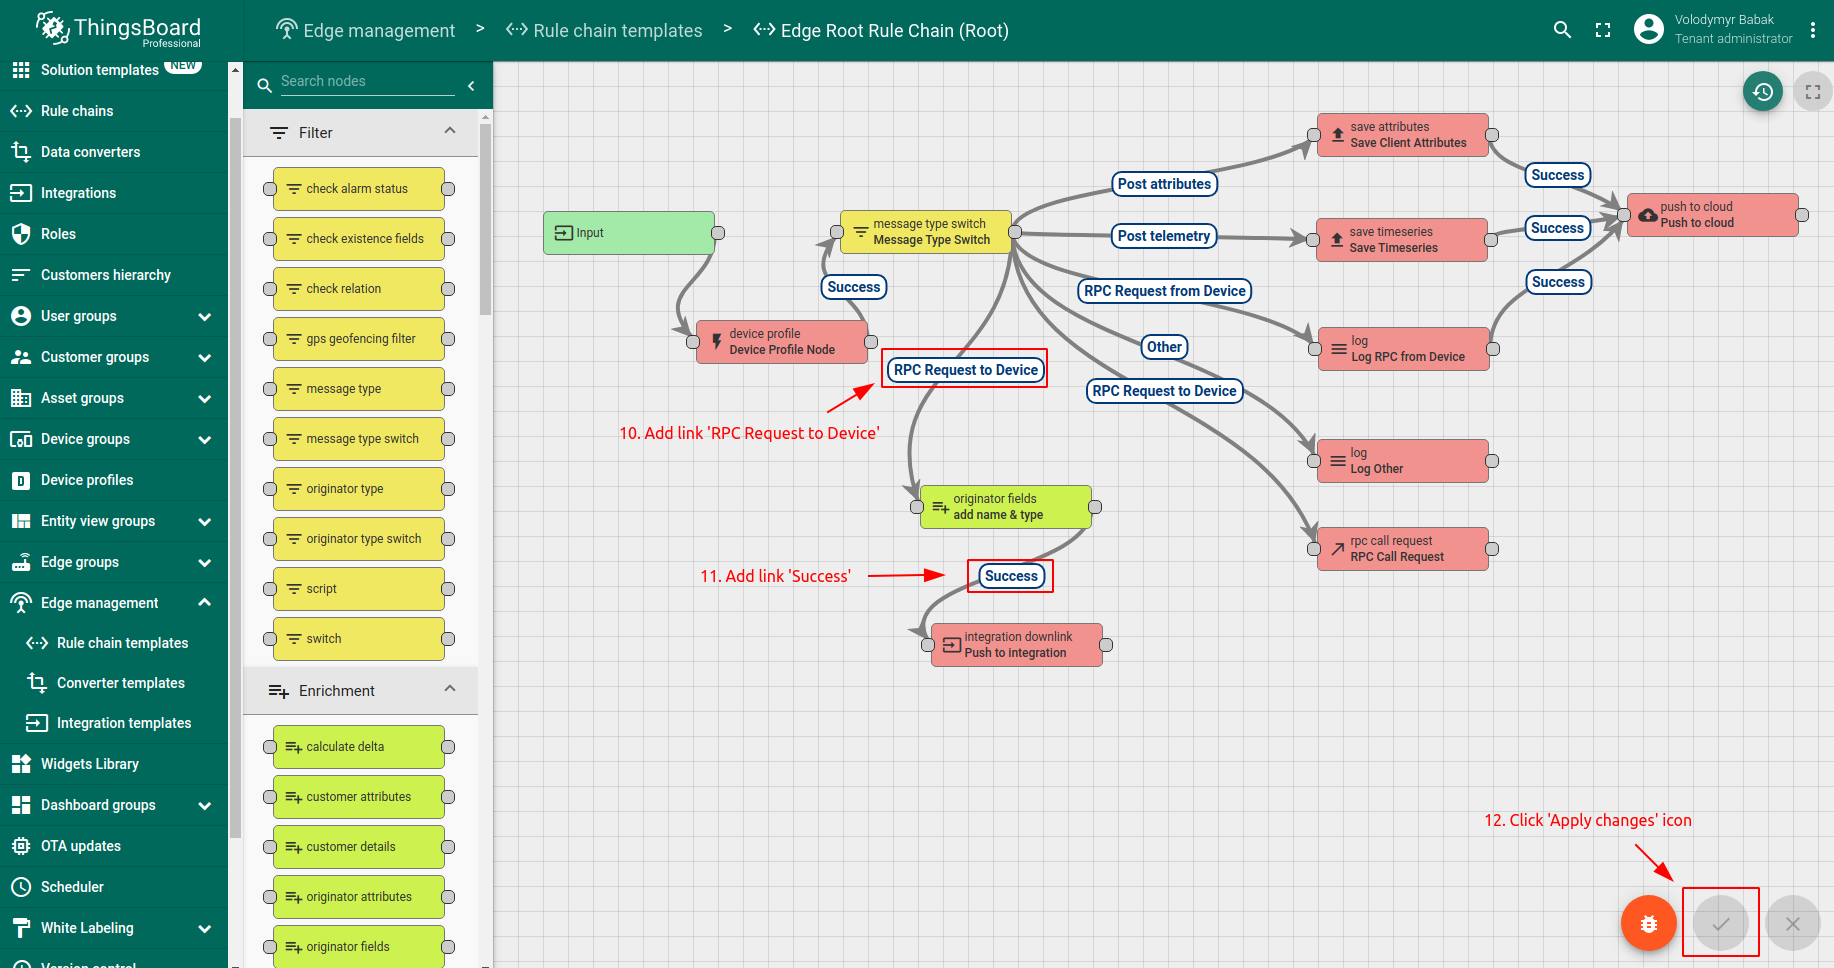 ThingsBoard
Professional
Edge management > Rule chain templates > Edge Root Rule Chain (Root)
Volodymyr Babak
Tenant administrator
Solution templates NEW
Rule chains
Data converters
Integrations
Roles
Customers hierarchy
User groups
Customer groups
Asset groups
Device groups
Device profiles
Entity view groups
Edge groups
Edge management
Rule chain templates
Converter templates
Integration templates
Widgets Library
Dashboard groups
OTA updates
Scheduler
White Labeling
Version control
Search nodes
Filter
check alarm status
check existence fields
check relation
gps geofencing filter
message type
message type switch
originator type
originator type switch
script
switch
Enrichment
calculate delta
customer attributes
customer details
originator attributes
originator fields
Input
device profile
Device Profile Node
Success
message type switch
Message Type Switch
Post attributes
Post telemetry
RPC Request from Device
Other
RPC Request to Device
RPC Request to Device
10. Add link 'RPC Request to Device'
originator fields
add name & type
11. Add link 'Success'
Success
integration downlink
Push to integration
save attributes
Save Client Attributes
save timeseries
Save Timeseries
log
Log RPC from Device
log
Log Other
rpc call request
RPC Call Request
Success
Success
Success
push to cloud
Push to cloud
12. Click 'Apply changes' icon